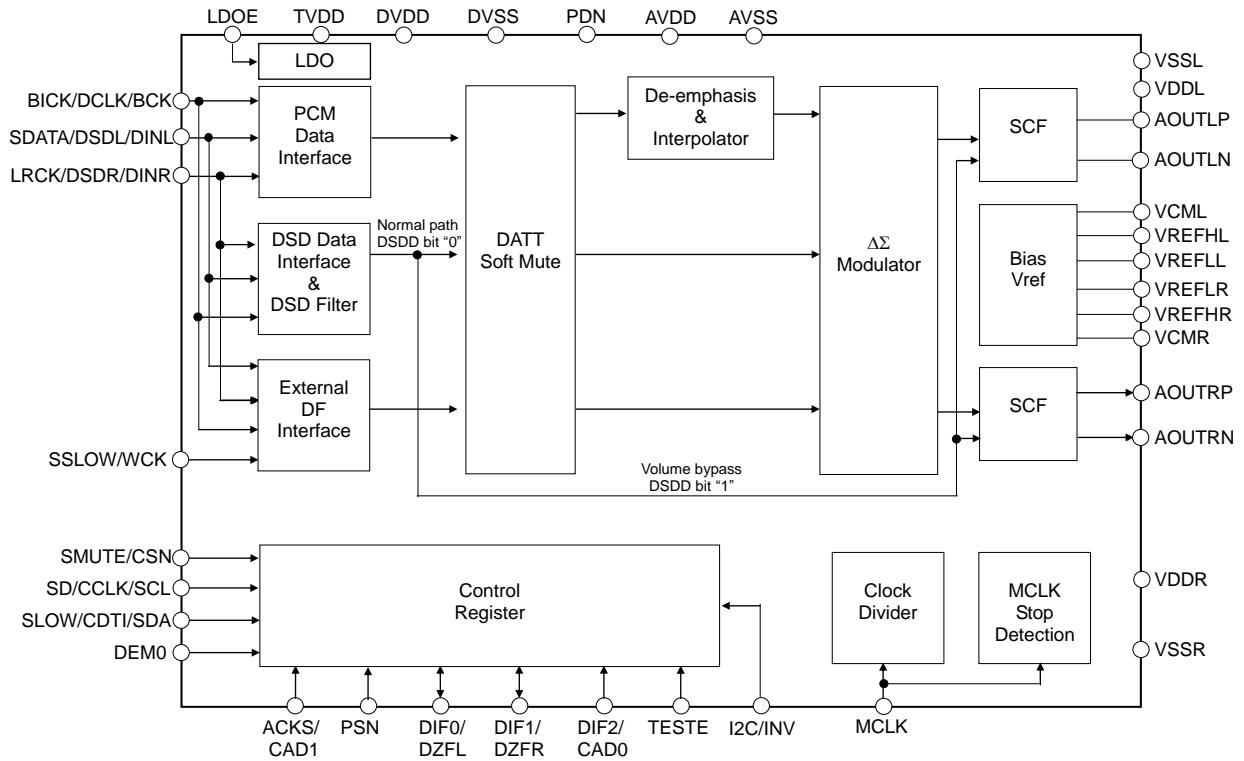 LDOE
TVDD
DVDD
DVSS
PDN
AVDD
AVSS
LDO
VSSL
VDDL
BICK/DCLK/BCK
SDATA/DSDL/DINL
LRCK/DSDR/DINR
PCM
Data
Interface
De-emphasis
&
Interpolator
SCF
AOUTLP
AOUTLN
Normal path
DSDD bit “0”
DSD Data
Interface
&
DSD Filter
DATT
Soft Mute
ΔΣ
Modulator
Bias
Vref
VCML
VREFHL
VREFLL
VREFLR
VREFHR
VCMR
External
DF
Interface
SCF
AOUTRP
AOUTRN
SSLOW/WCK
Volume bypass
DSDD bit “1”
SMUTE/CSN
SD/CCLK/SCL
SLOW/CDTI/SDA
DEM0
Control
Register
Clock
Divider
MCLK
Stop
Detection
VDDR
VSSR
ACKS/
CAD1
PSN
DIF0/
DZFL
DIF1/
DZFR
DIF2/
CAD0
TESTE
I2C/INV
MCLK